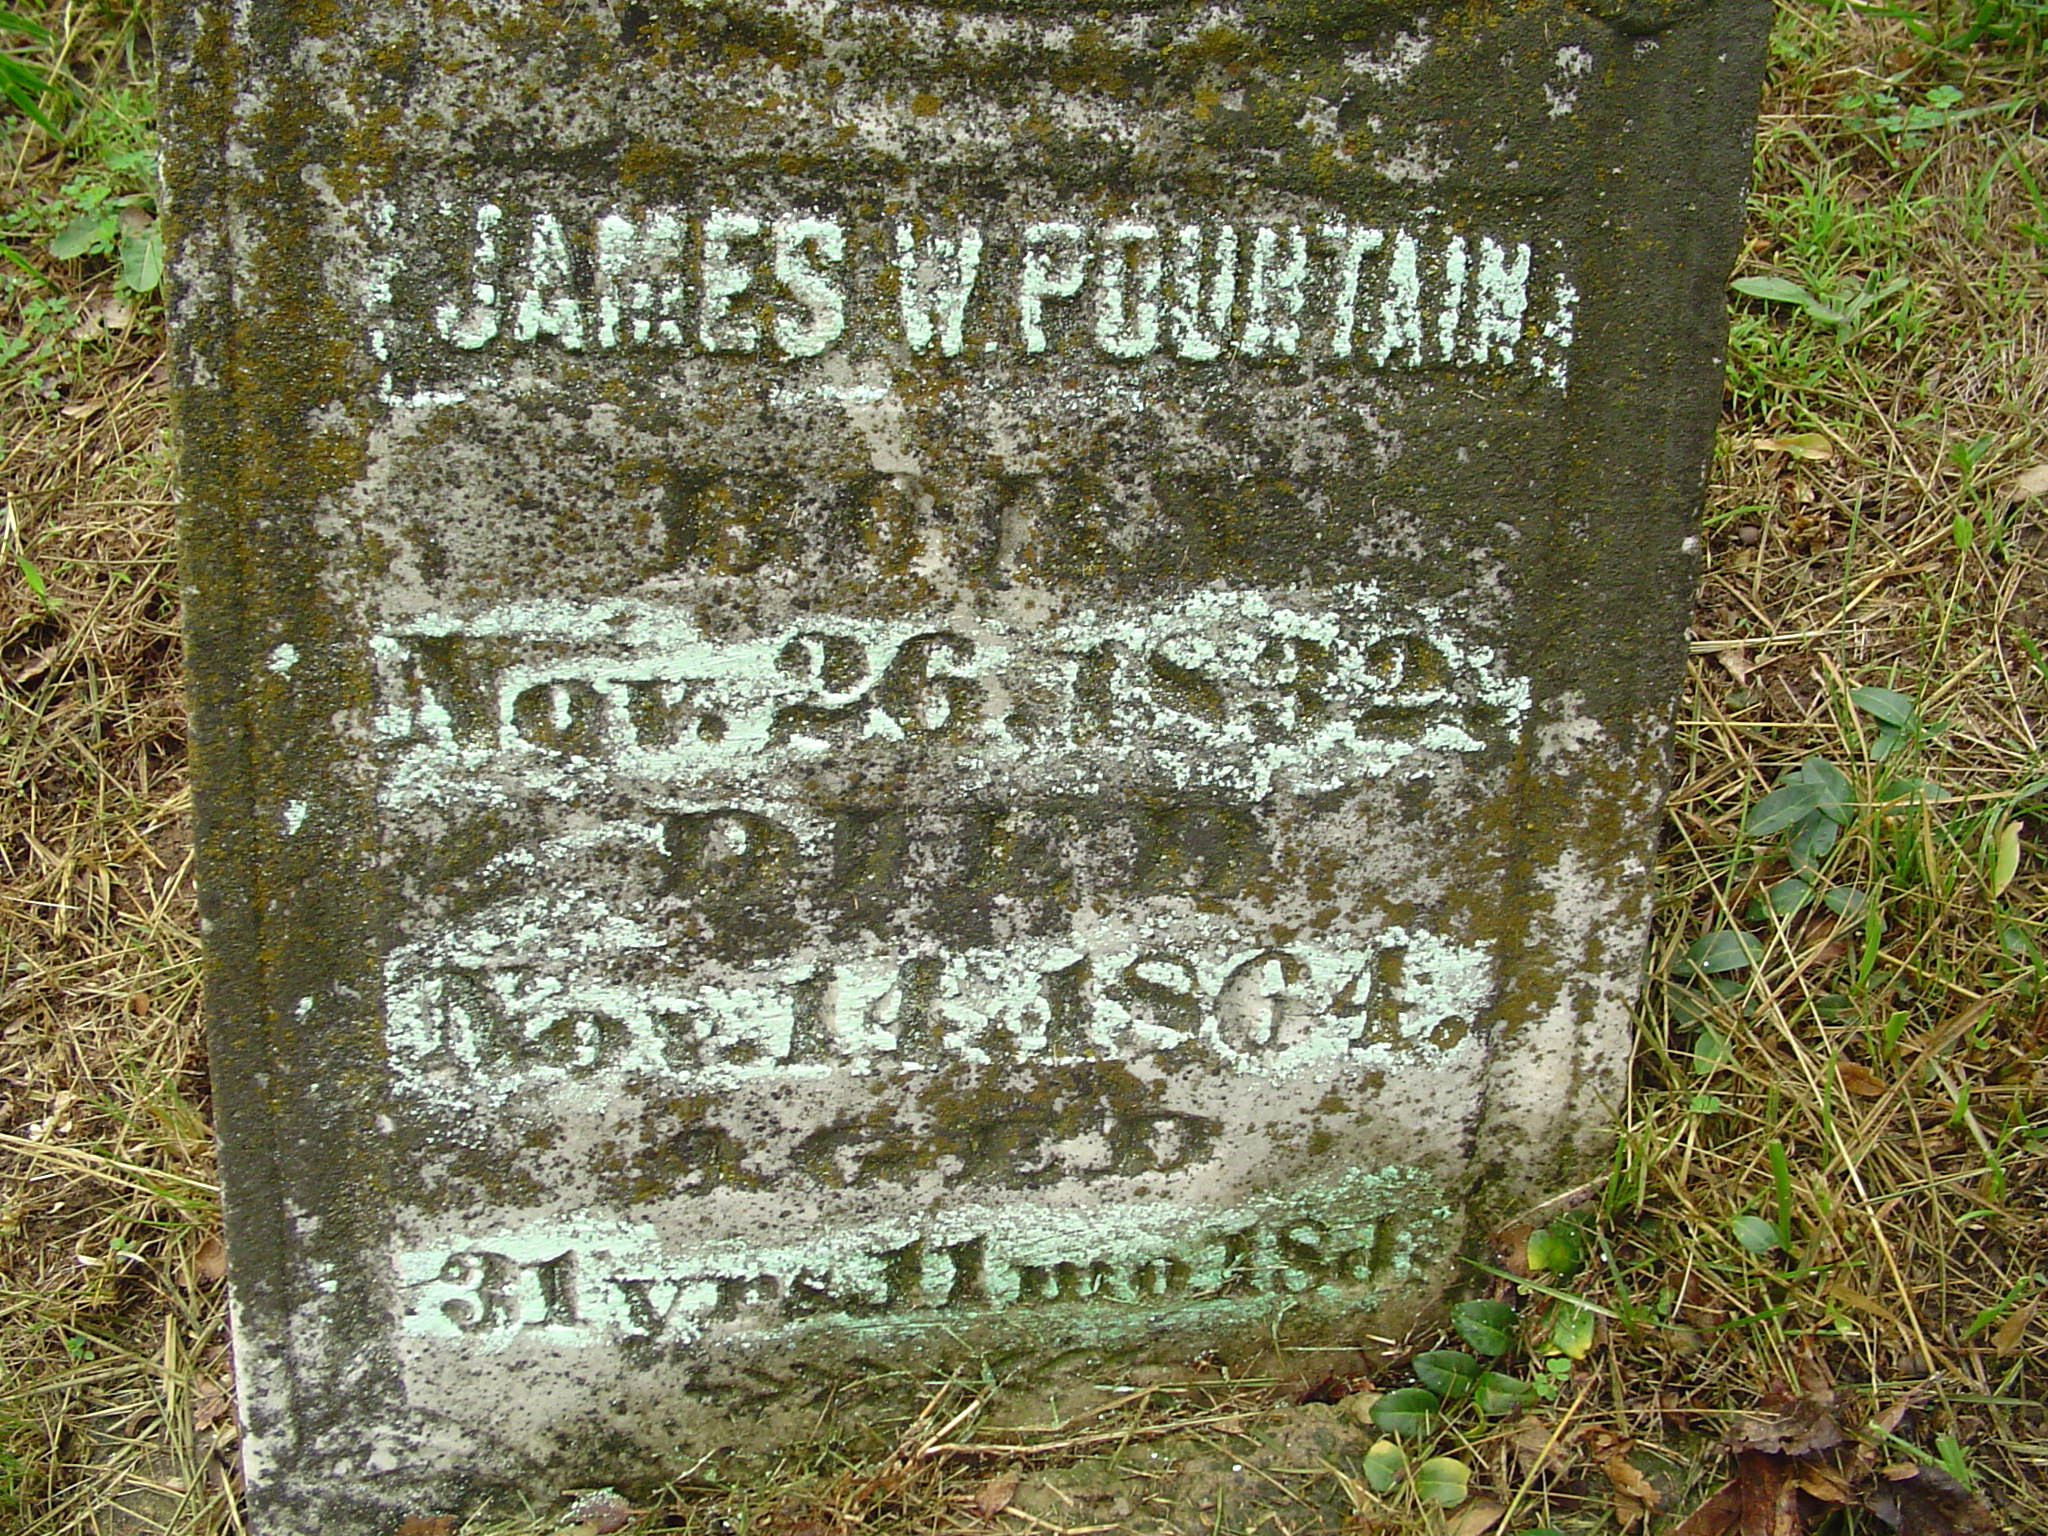 JAMES W. FOUNTAIN
BORN
Nov. 26, 1832
DIED
Nov. 14, 1864.
AGED
31 yrs. 11 mo. 18 d.